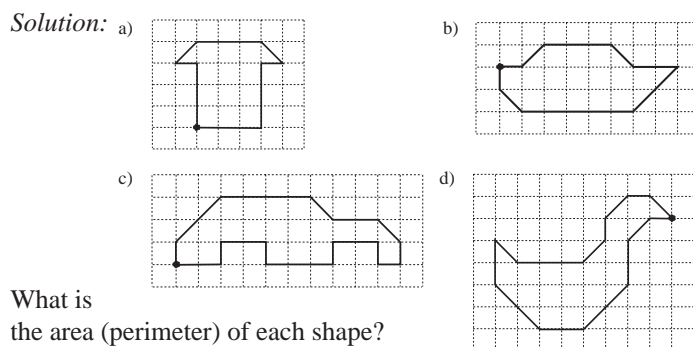 Solution: a)
b)
c)
d)
What is
the area (perimeter) of each shape?